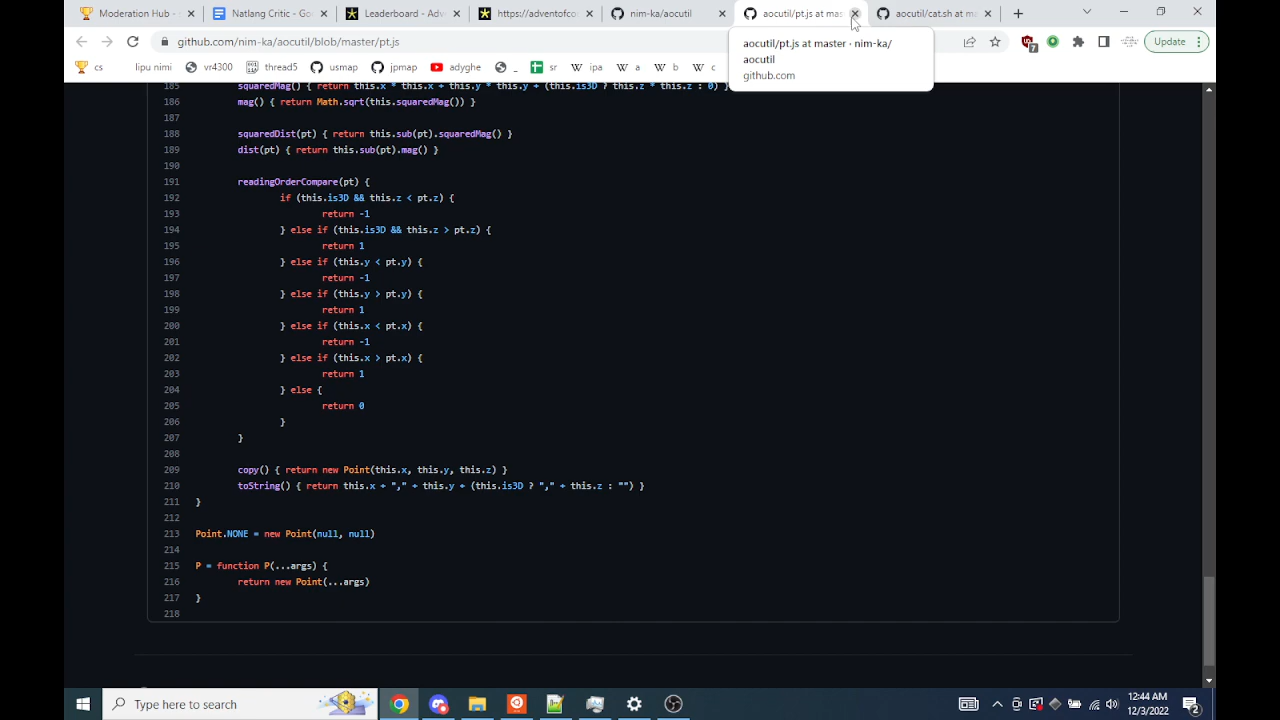 Moderation Hub -
Natlang Critic - Goo
Leaderboard - Adve
https://adventofco
nim-ka/aocutil
aocutil/pt.js at mas
aocutil/cat.sh at ma
github.com/nim-ka/aocutil/blob/master/pt.js
7
Update
aocutil/pt.js at master · nim-ka/
aocutil
github.com
cs
lipu nimi
vr4300
thread5
usmap
jpmap
adyghe
_
sr
ipa
a
b
c
185 squaredMag() { return this.x * this.x + this.y * this.y + (this.is3D ? this.z * this.z : 0) }
186 mag() { return Math.sqrt(this.squaredMag()) }
187
188 squaredDist(pt) { return this.sub(pt).squaredMag() }
189 dist(pt) { return this.sub(pt).mag() }
190
191 readingOrderCompare(pt) {
192 if (this.is3D && this.z < pt.z) {
193 return -1
194 } else if (this.is3D && this.z > pt.z) {
195 return 1
196 } else if (this.y < pt.y) {
197 return -1
198 } else if (this.y > pt.y) {
199 return 1
200 } else if (this.x < pt.x) {
201 return -1
202 } else if (this.x > pt.x) {
203 return 1
204 } else {
205 return 0
206 }
207 }
208
209 copy() { return new Point(this.x, this.y, this.z) }
210 toString() { return this.x + "," + this.y + (this.is3D ? "," + this.z : "") }
211 }
212
213 Point.NONE = new Point(null, null)
214
215 P = function P(...args) {
216 return new Point(...args)
217 }
218
Type here to search
12:44 AM
12/3/2022
2